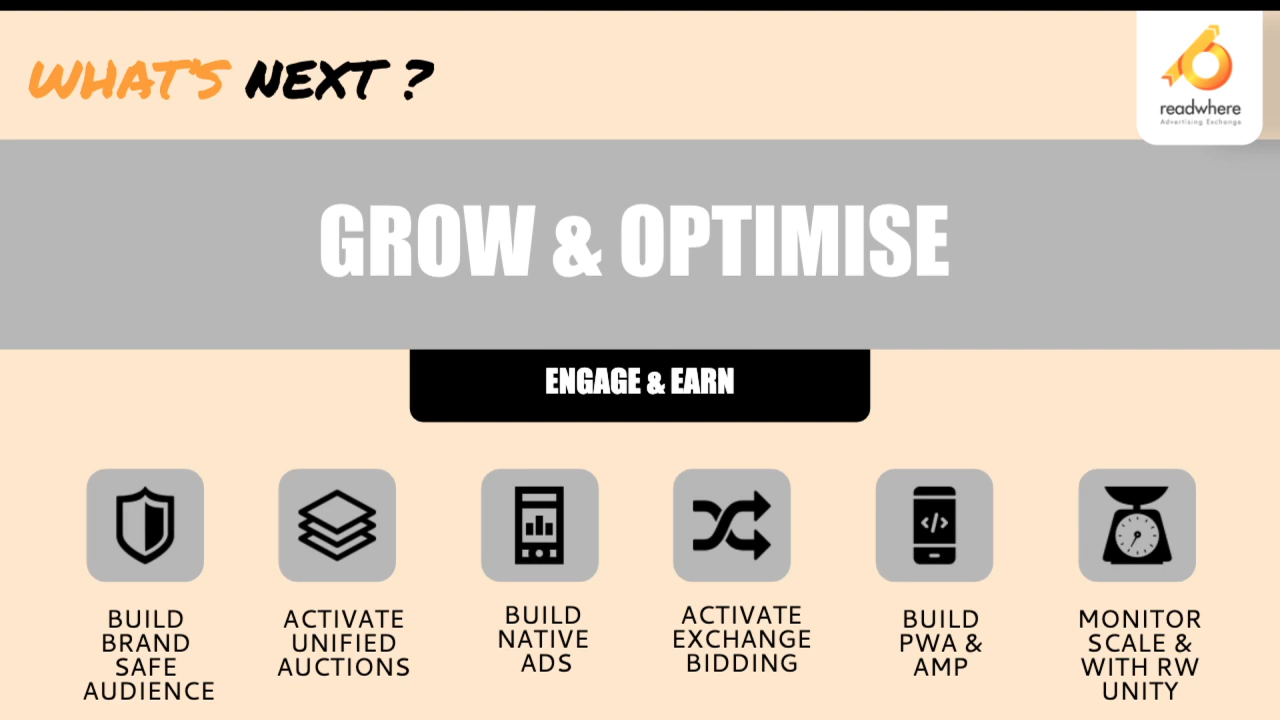 WHAT'S NEXT ?
readwhere
Advertising Exchange
GROW & OPTIMISE
ENGAGE & EARN
BUILD
BRAND
SAFE
AUDIENCE
ACTIVATE
UNIFIED
AUCTIONS
BUILD
NATIVE
ADS
ACTIVATE
EXCHANGE
BIDDING
</>
BUILD
PWA &
AMP
MONITOR
SCALE &
WITH RW
UNITY